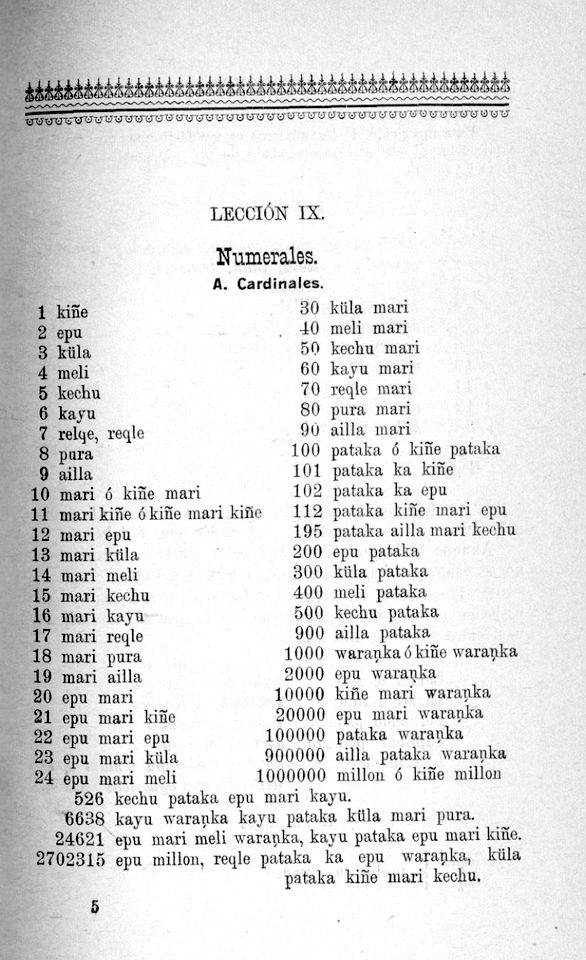 LECCIÓN IX.
Numerales.
A. Cardinales.
1 kiñe
2 epu
3 küla
4 meli
5 kechu
6 kayu
7 relqe, reqle
8 pura
9 ailla
10 mari ó kiñe mari
11 mari kiñe ó kiñe mari kiñe
12 mari epu
13 mari küla
14 mari meli
15 mari kechu
16 mari kayu
17 mari reqle
18 mari pura
19 mari ailla
20 epu mari
21 epu mari kiñe
22 epu mari epu
23 epu mari küla
24 epu mari meli
30 küla mari
40 meli mari
50 kechu mari
60 kayu mari
70 reqle mari
80 pura mari
90 ailla mari
100 pataka ó kiñe pataka
101 pataka ka kiñe
102 pataka ka epu
112 pataka kiñe mari epu
195 pataka ailla mari kechu
200 epu pataka
300 küla pataka
400 meli pataka
500 kechu pataka
900 ailla pataka
1000 waraṇka ó kiñe waraṇka
2000 epu waraṇka
10000 kiñe mari waraṇka
20000 epu mari waraṇka
100000 pataka waraṇka
900000 ailla pataka waraṇka
1000000 millon ó kiñe millon
526 kechu pataka epu mari kayu.
6638 kayu waraṇka kayu pataka küla mari pura.
24621 epu mari meli waraṇka, kayu pataka epu mari kiñe.
2702315 epu millon, reqle pataka ka epu waraṇka, küla
pataka kiñe mari kechu.
5